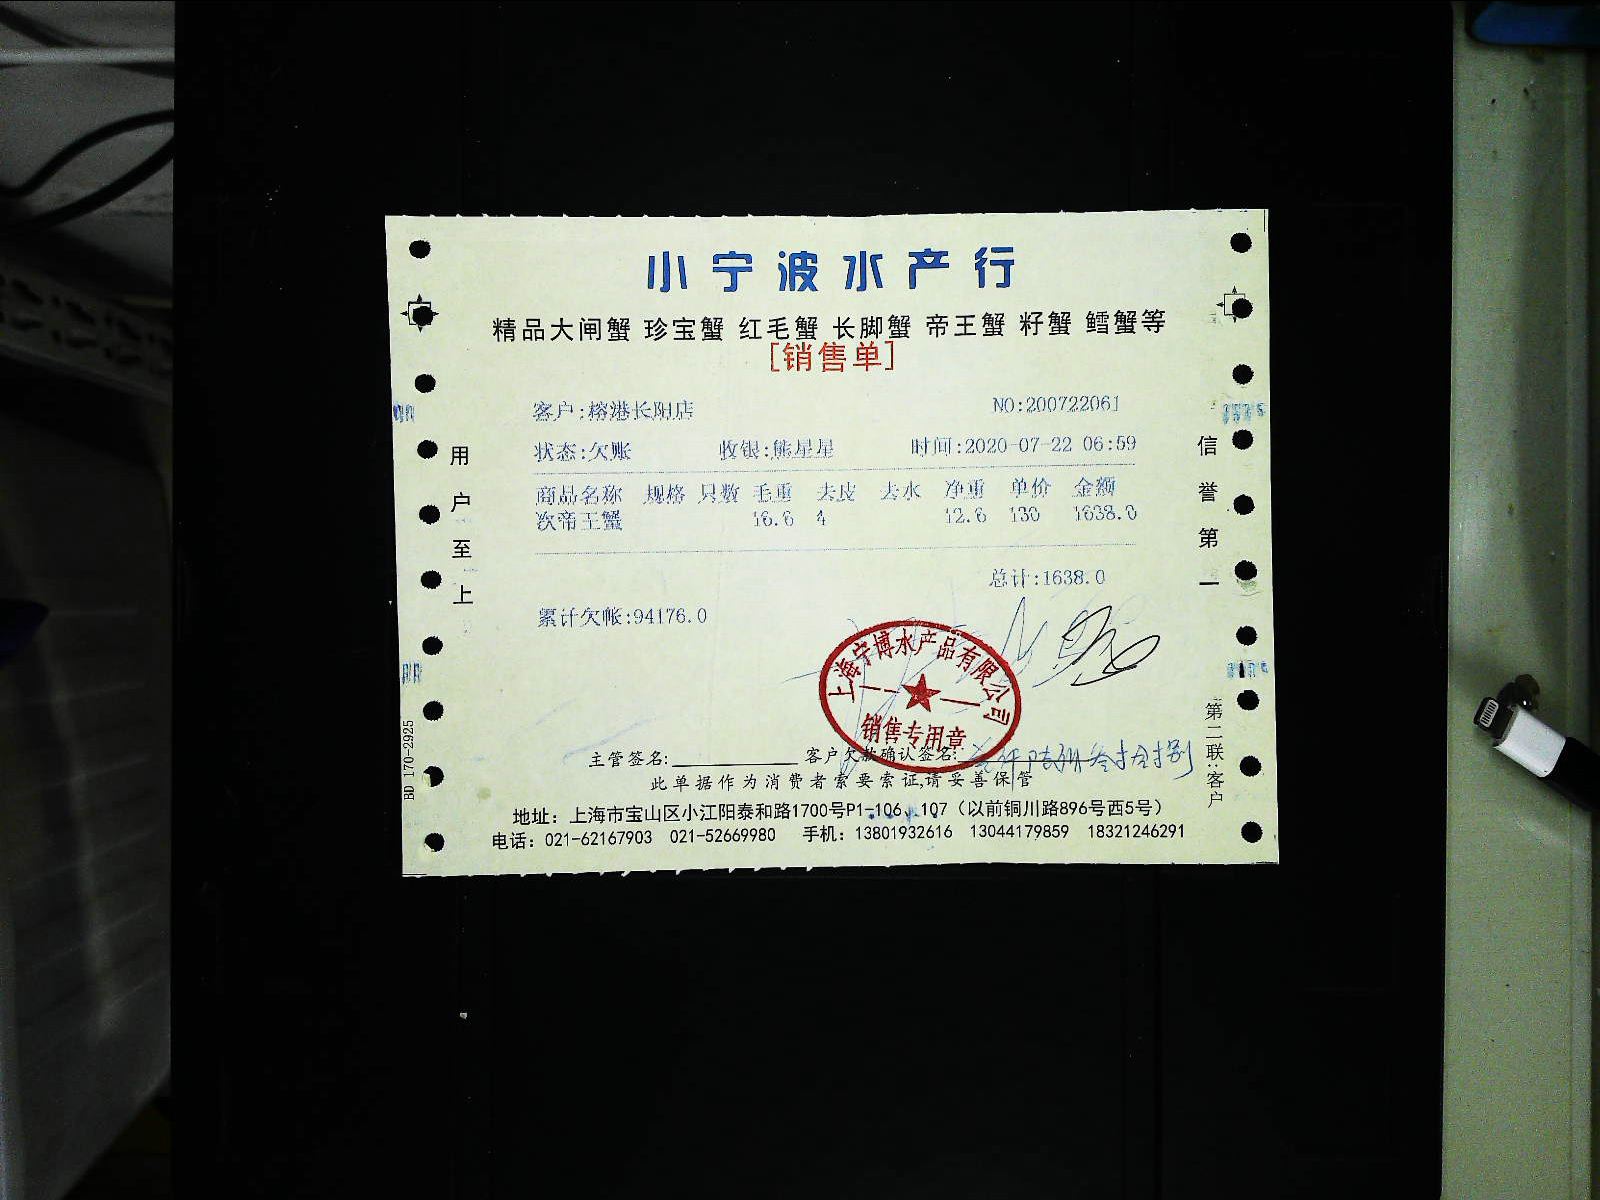 小宁波水产行
精品大闸蟹 珍宝蟹 红毛蟹 长脚蟹 帝王蟹 籽蟹 鳕蟹等
[销售单]
客户:榕港长阳店 NO:200722061
状态:欠账 收银:熊星星 时间:2020-07-22 06:59
商品名称 规格 只数 毛重 去皮 去水 净重 单价 金额
次帝王蟹 16.6 4 12.6 130 1638.0
总计:1638.0
累计欠帐:94176.0
上海宁博水产品有限公司
销售专用章
主管签名: 客户欠款确认签名:
此单据作为消费者索要索证,请妥善保管
地址：上海市宝山区小江阳泰和路1700号P1-106、107（以前铜川路896号西5号）
电话：021-62167903 021-52669980 手机：13801932616 13044179859 18321246291
用户至上
信誉第一
第二联:客户
BD 170-2925